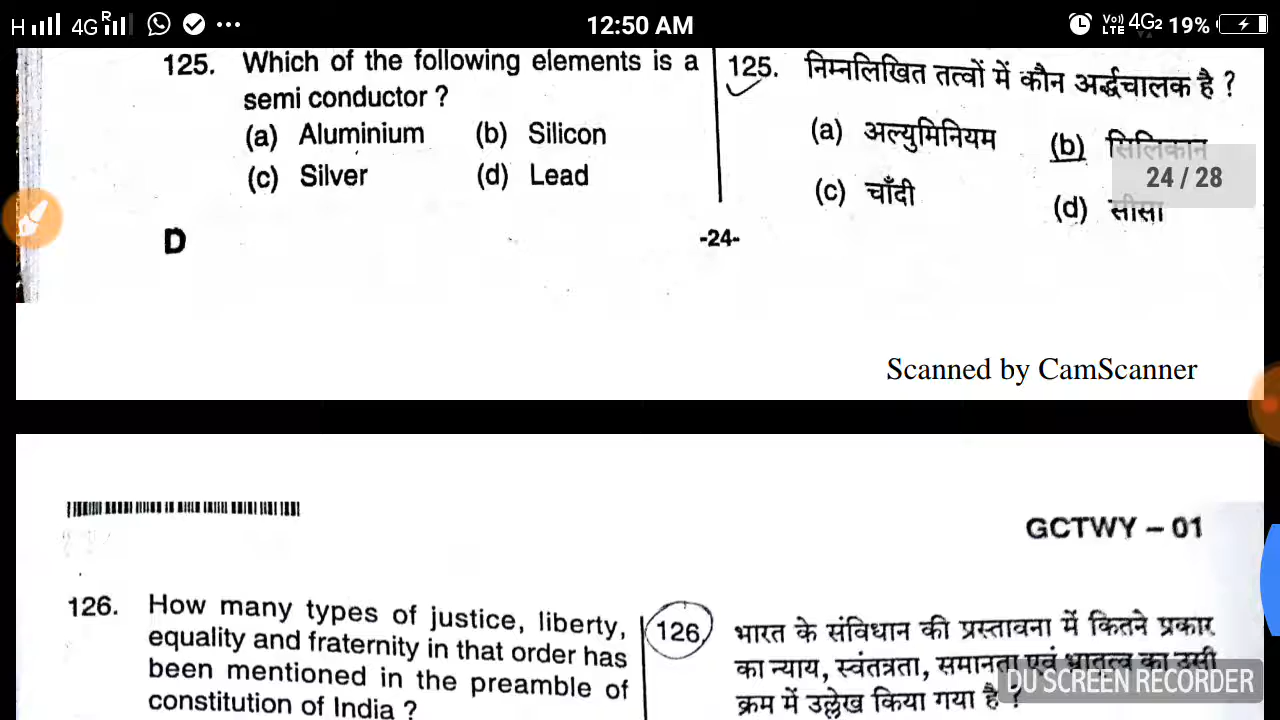 H 4G R ... 12:50 AM Vo) LTE 4G2 19%
125. Which of the following elements is a
semi conductor ?
(a) Aluminium (b) Silicon
(c) Silver (d) Lead
125. निम्नलिखित तत्वों में कौन अर्द्धचालक है ?
(a) अल्युमिनियम (b) सिलिकान
(c) चाँदी (d) सीसा
24 / 28
D -24-
Scanned by CamScanner
GCTWY – 01
126. How many types of justice, liberty,
equality and fraternity in that order has
been mentioned in the preamble of
constitution of India ?
126 भारत के संविधान की प्रस्तावना में कितने प्रकार
का न्याय, स्वंतत्रता, समानता एवं भ्रातृत्व का उसी
क्रम में उल्लेख किया गया है ?
DU SCREEN RECORDER